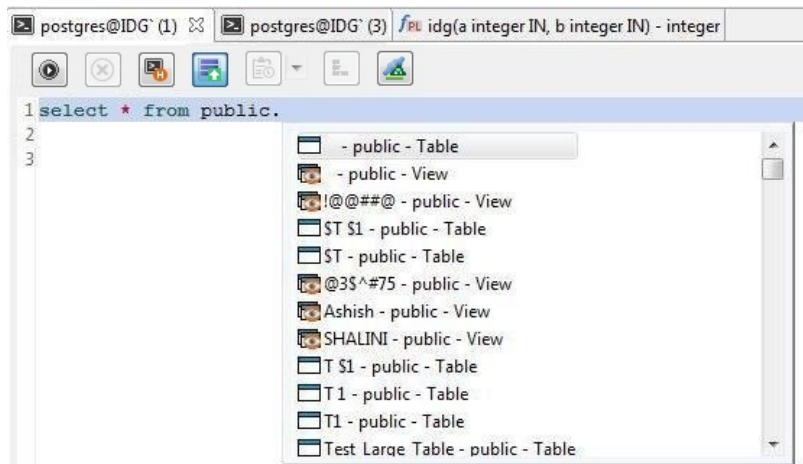 postgres@IDG` (1) postgres@IDG` (3) PL idg(a integer IN, b integer IN) - integer
1 select * from public.
2
3
- public - Table
- public - View
!@@##@ - public - View
$T $1 - public - Table
$T - public - Table
@3$^#75 - public - View
Ashish - public - View
SHALINI - public - View
T $1 - public - Table
T 1 - public - Table
T1 - public - Table
Test Large Table - public - Table